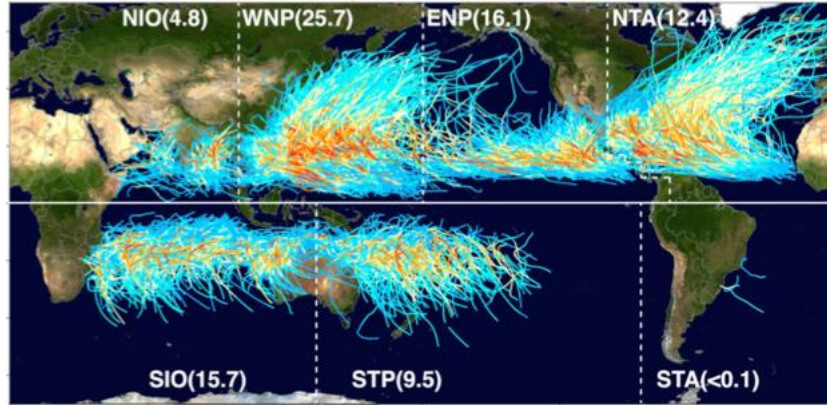 NIO(4.8) WNP(25.7) ENP(16.1) NTA(12.4)
SIO(15.7) STP(9.5) STA(<0.1)